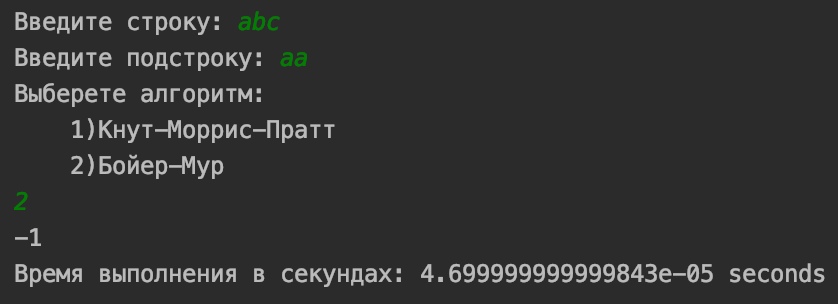 Введите строку: abc
Введите подстроку: aa
Выберете алгоритм:
1)Кнут-Моррис-Пратт
2)Бойер-Мур
2
-1
Время выполнения в секундах: 4.699999999999843e-05 seconds